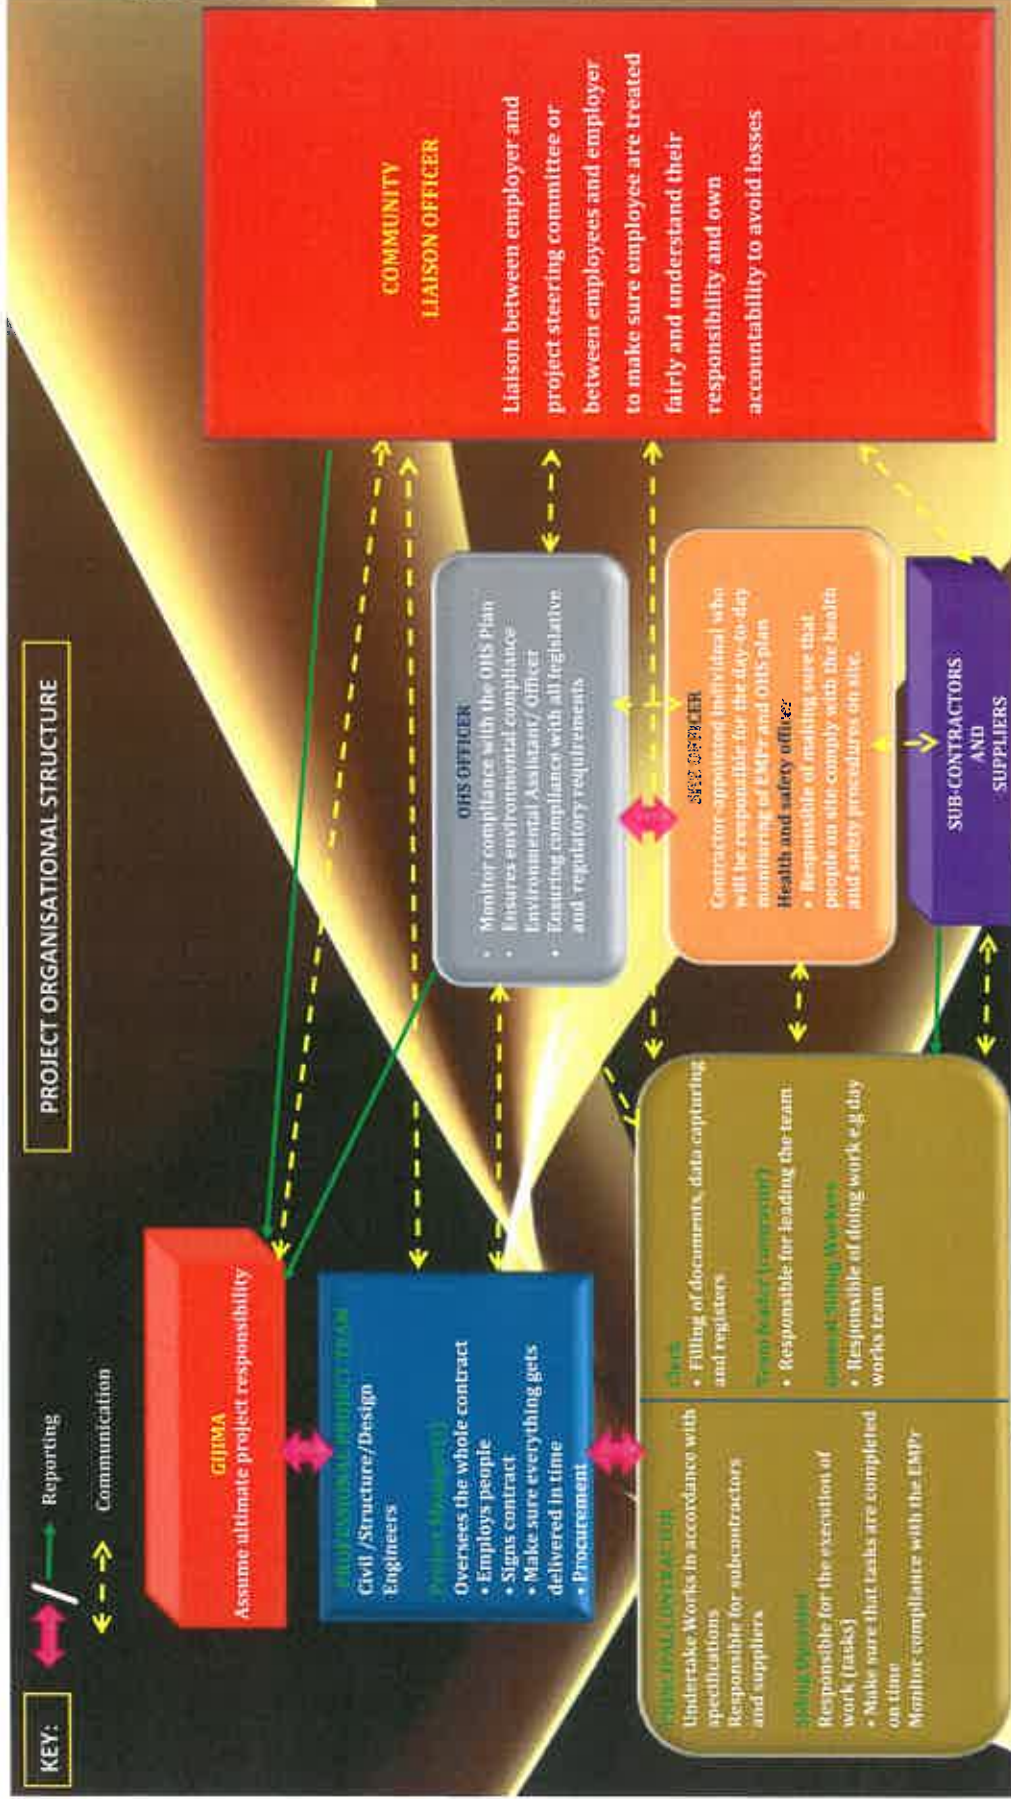 PROJECT ORGANISATIONAL STRUCTURE
KEY:
/
Reporting
Communication
GIJIMA
Assume ultimate project responsibility
PROFESSIONAL PROJECT TEAM
Civil /Structure/Design
Engineers
Project Manager(s)
Oversees the whole contract
• Employs people
• Signs contract
• Make sure everything gets
delivered in time
• Procurement
PRINCIPAL CONTRACTOR
Undertake Works in accordance with
specifications
Responsible for subcontractors
and suppliers
Responsible for the execution of
work (tasks)
• Make sure that tasks are completed
on time
Monitor compliance with the EMPr
Clerk
• Filling of documents, data capturing
and registers
Team leader
• Responsible for leading the team
Workers
• Responsible of doing work e.g day
works team
OHS OFFICER
• Monitor compliance with the OHS Plan
• Ensures environmental compliance
Environmental Assistant/ Officer
• Ensuring compliance with all legislative
and regulatory requirements
SITE OFFICER
Contractor-appointed individual who
will be responsible for the day-to-day
monitoring of EMPr and OHS plan
Health and safety officer
• Responsible of making sure that
people on site comply with the health
and safety procedures on site.
SUB-CONTRACTORS
AND
SUPPLIERS
COMMUNITY
LIAISON OFFICER
Liaison between employer and
project steering committee or
between employees and employer
to make sure employee are treated
fairly and understand their
responsibility and own
accountability to avoid losses